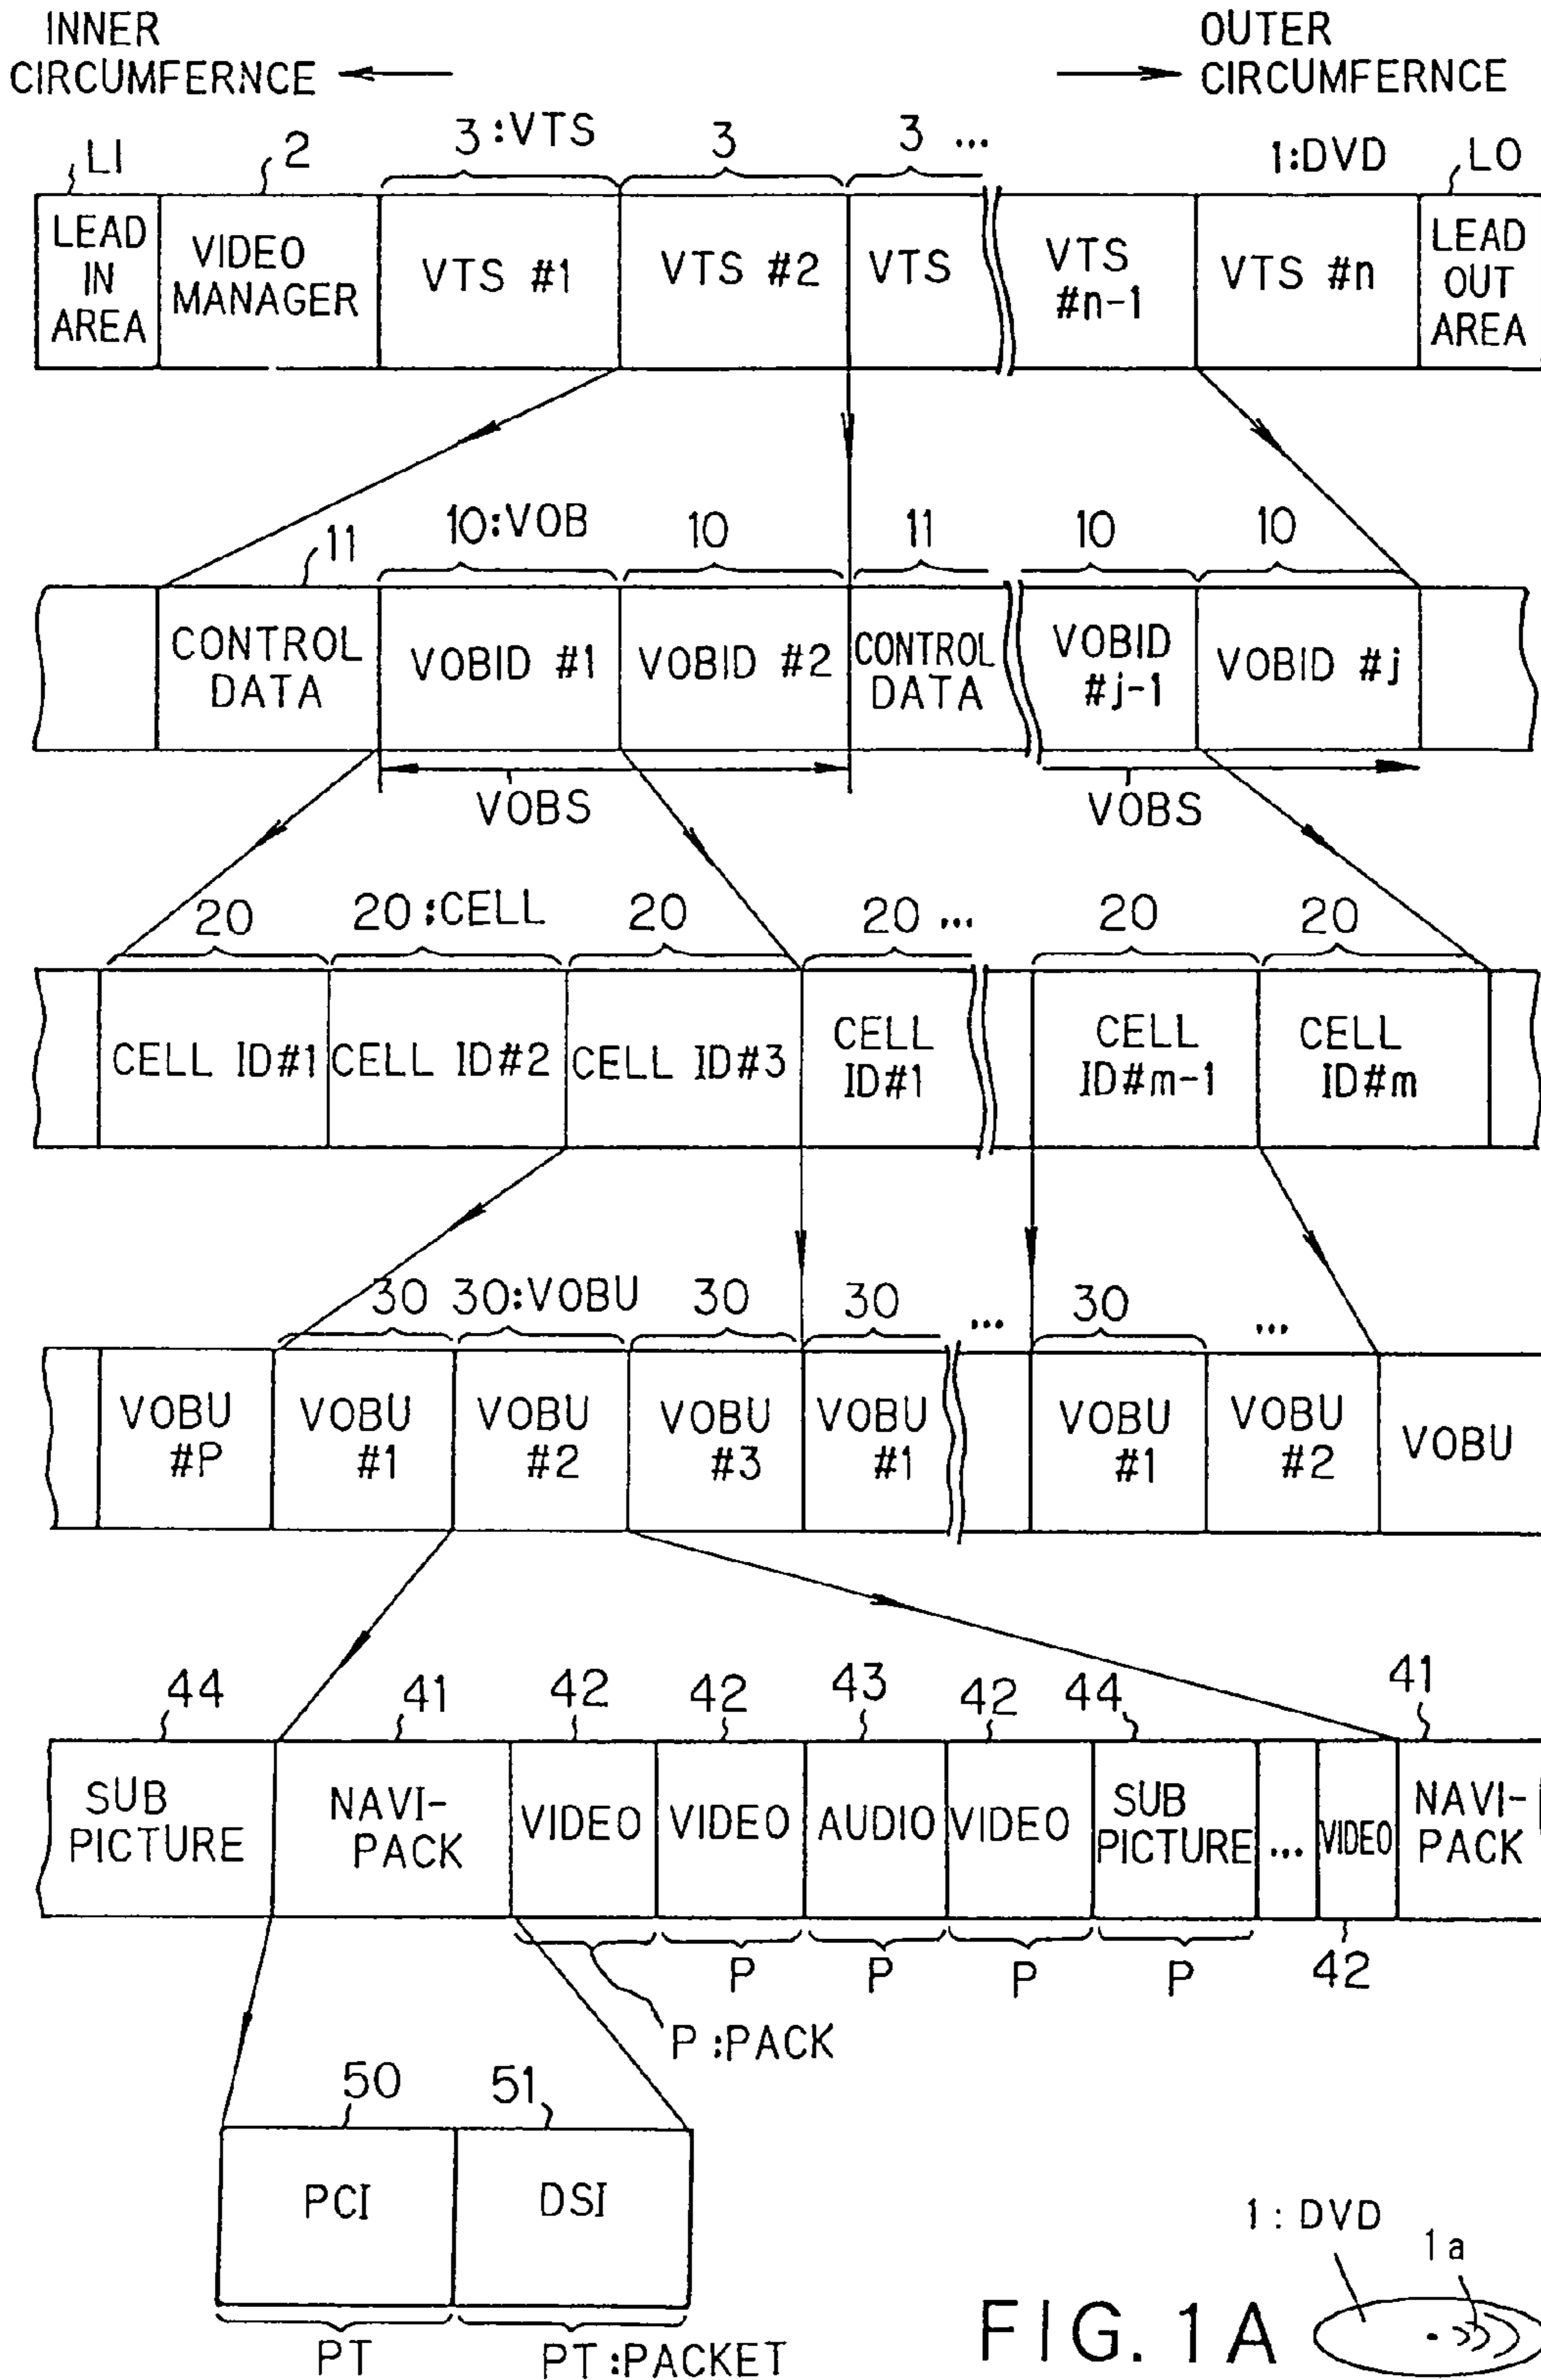 INNER
CIRCUMFERNCE
OUTER
CIRCUMFERNCE
LI
2
3:VTS
3
3 ...
1:DVD
LO
LEAD
IN
AREA
VIDEO
MANAGER
VTS #1
VTS #2
VTS
VTS
#n-1
VTS #n
LEAD
OUT
AREA
11
10:VOB
10
11
10
10
CONTROL
DATA
VOBID #1
VOBID #2
CONTROL
DATA
VOBID
#j-1
VOBID #j
VOBS
VOBS
20
20:CELL
20
20 ...
20
20
CELL ID#1
CELL ID#2
CELL ID#3
CELL
ID#1
CELL
ID#m-1
CELL
ID#m
30
30:VOBU
30
30
...
30
...
VOBU
#P
VOBU
#1
VOBU
#2
VOBU
#3
VOBU
#1
VOBU
#1
VOBU
#2
VOBU
44
41
42
42
43
42
44
41
SUB
PICTURE
NAVI-
PACK
VIDEO
VIDEO
AUDIO
VIDEO
SUB
PICTURE
...
VIDEO
NAVI-
PACK
P
P
P
P
42
P:PACK
50
51
PCI
DSI
PT
PT:PACKET
1:DVD
1a
FIG. 1A